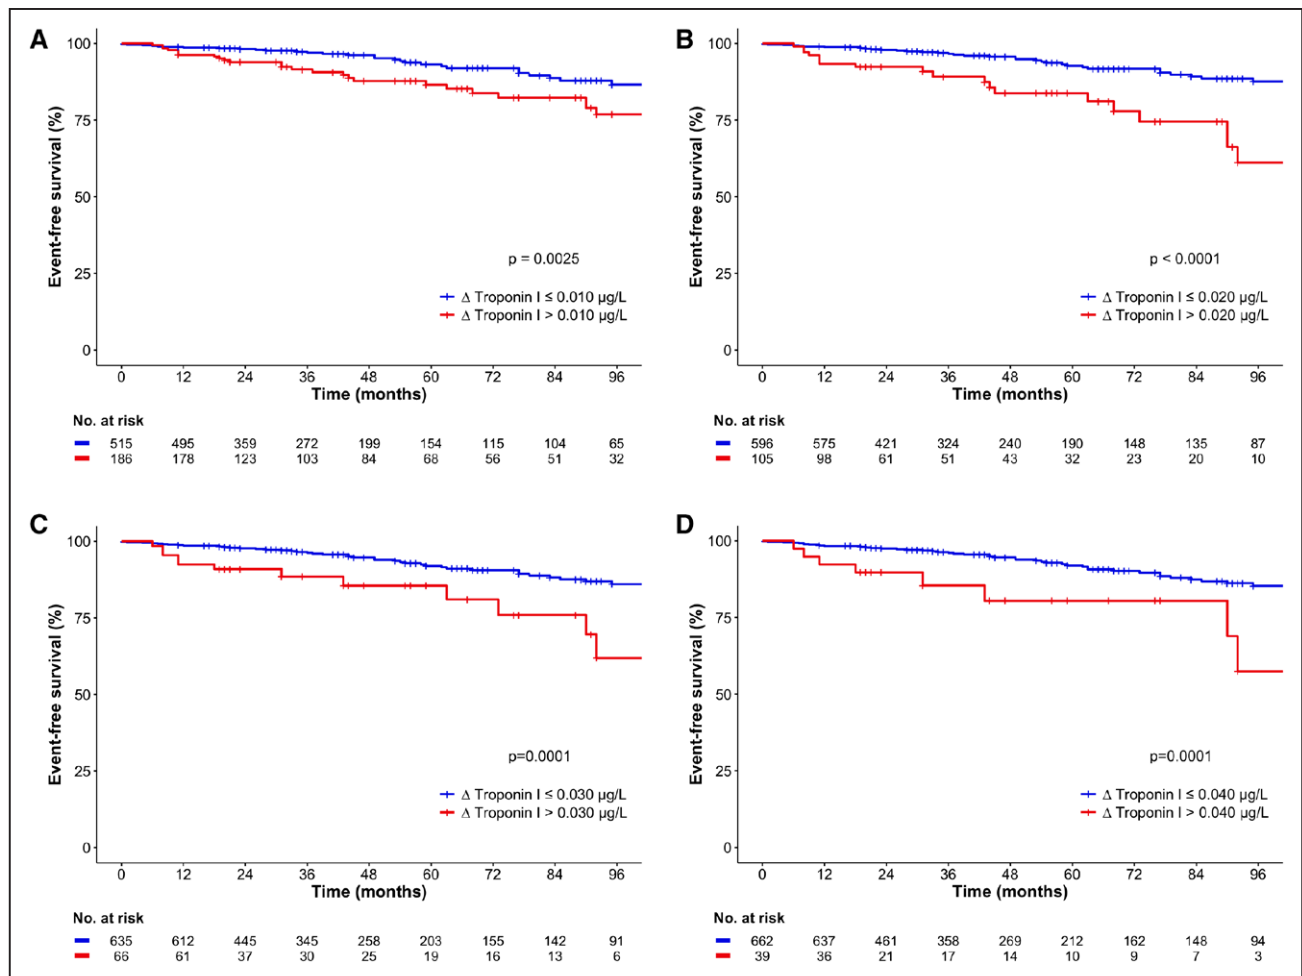 A
Event-free survival (%)
100
75
50
25
0
p = 0.0025
Δ Troponin I ≤ 0.010 µg/L
Δ Troponin I > 0.010 µg/L
0 12 24 36 48 60 72 84 96
Time (months)
No. at risk
515 495 359 272 199 154 115 104 65
186 178 123 103 84 68 56 51 32
B
Event-free survival (%)
100
75
50
25
0
p < 0.0001
Δ Troponin I ≤ 0.020 µg/L
Δ Troponin I > 0.020 µg/L
0 12 24 36 48 60 72 84 96
Time (months)
No. at risk
596 575 421 324 240 190 148 135 87
105 98 61 51 43 32 23 20 10
C
Event-free survival (%)
100
75
50
25
0
p=0.0001
Δ Troponin I ≤ 0.030 µg/L
Δ Troponin I > 0.030 µg/L
0 12 24 36 48 60 72 84 96
Time (months)
No. at risk
635 612 445 345 258 203 155 142 91
66 61 37 30 25 19 16 13 6
D
Event-free survival (%)
100
75
50
25
0
p=0.0001
Δ Troponin I ≤ 0.040 µg/L
Δ Troponin I > 0.040 µg/L
0 12 24 36 48 60 72 84 96
Time (months)
No. at risk
662 637 461 358 269 212 162 148 94
39 36 21 17 14 10 9 7 3